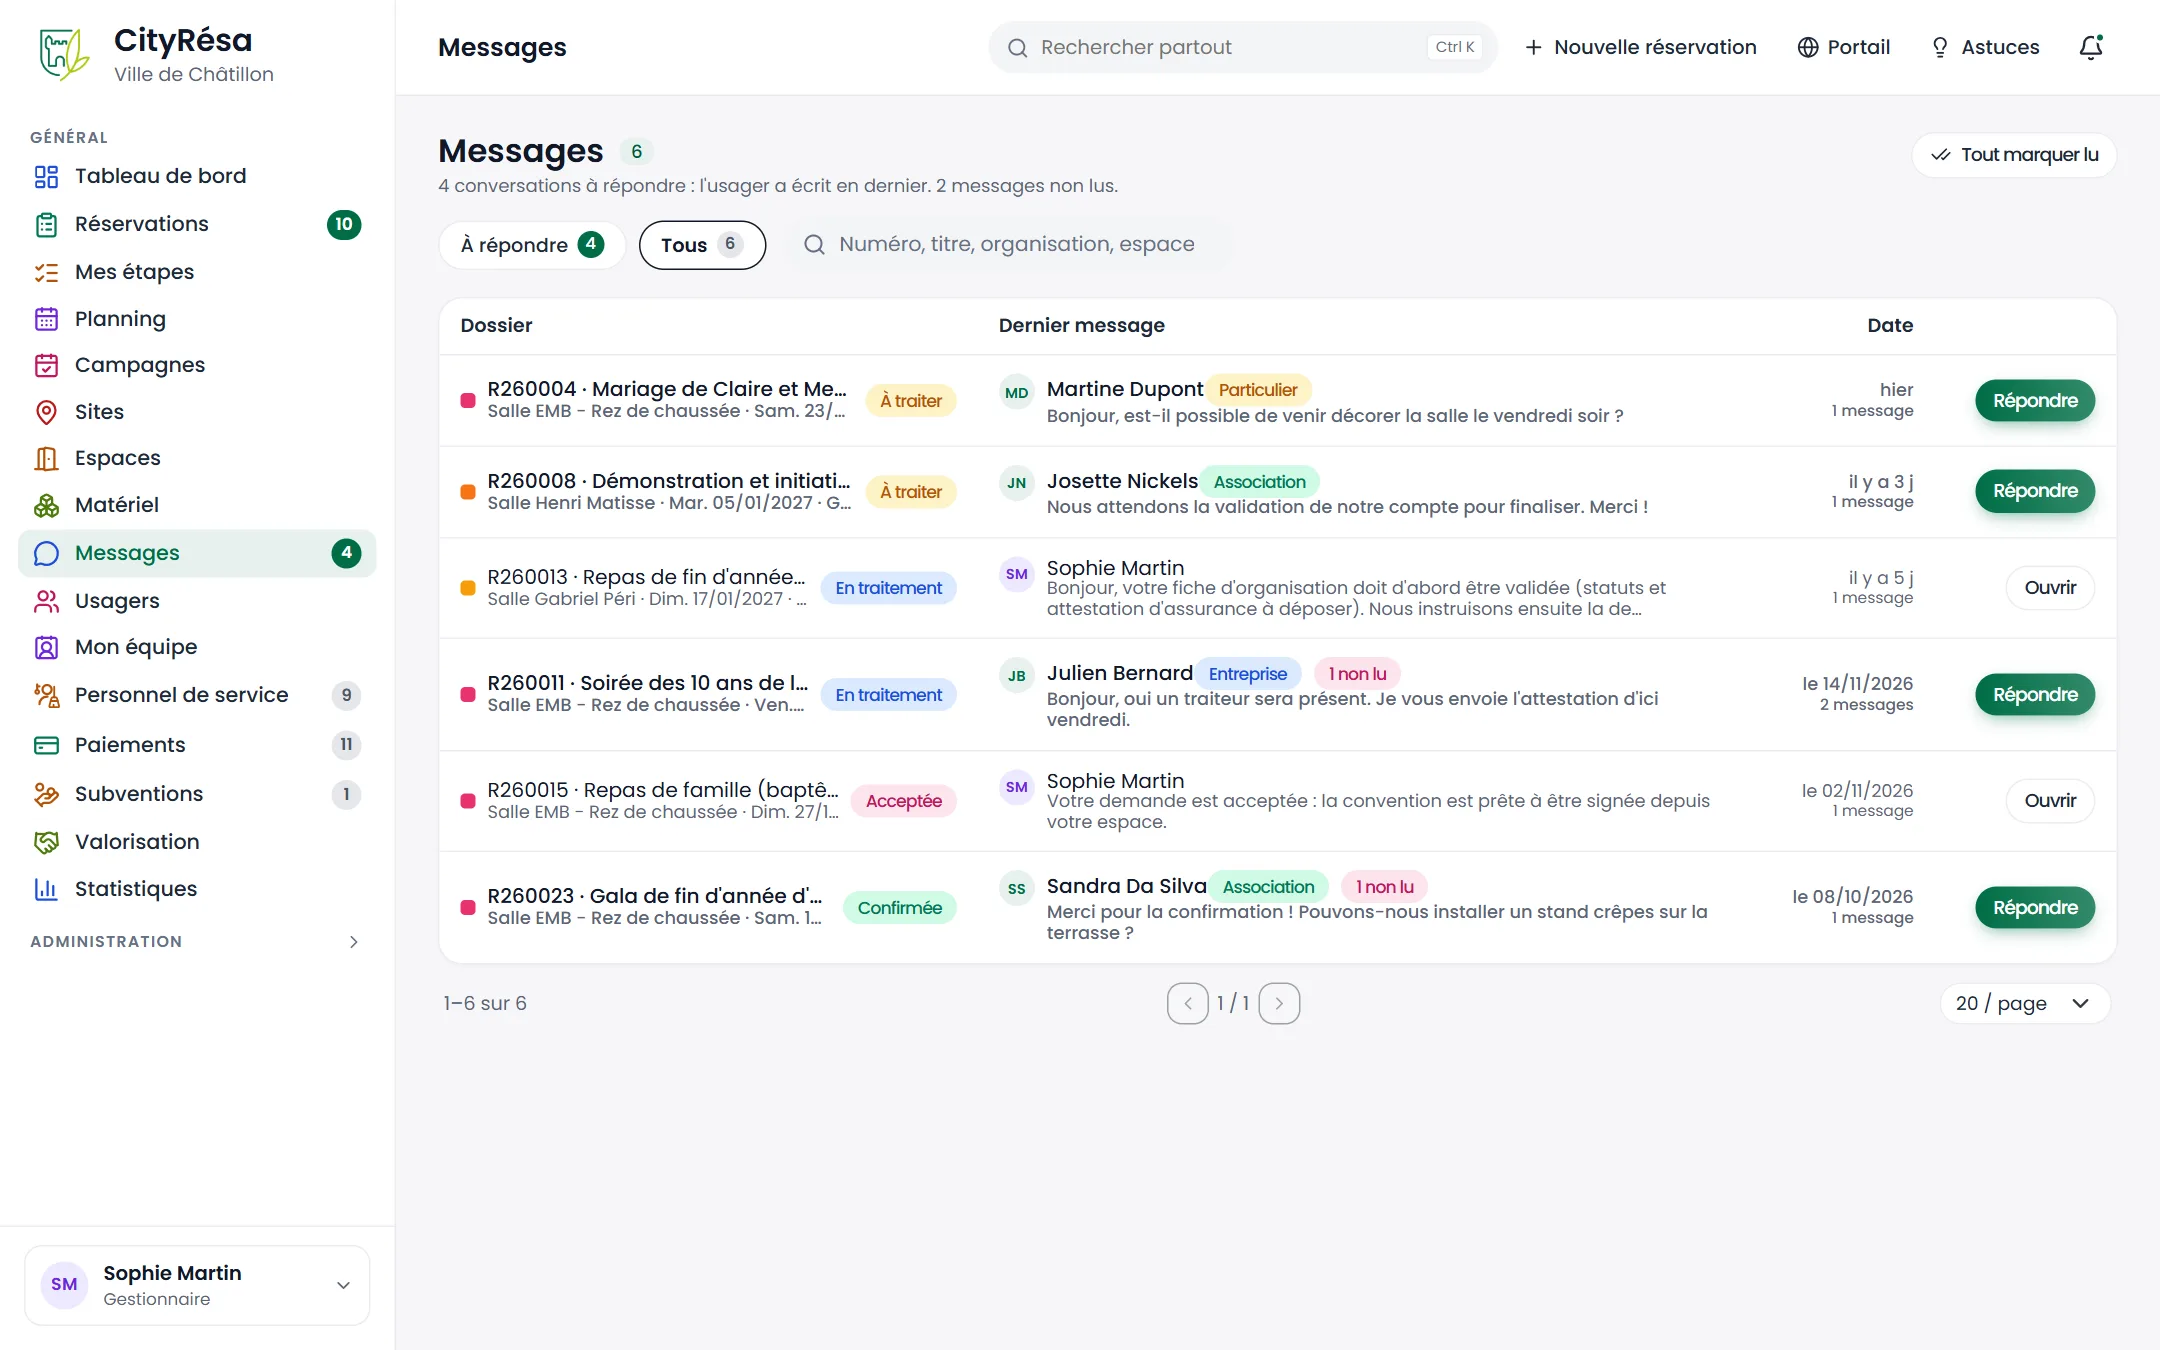 CityRésa
Ville de Châtillon
GÉNÉRAL
Tableau de bord
Réservations 10
Mes étapes
Planning
Campagnes
Sites
Espaces
Matériel
Messages 4
Usagers
Mon équipe
Personnel de service 9
Paiements 11
Subventions 1
Valorisation
Statistiques
ADMINISTRATION
SM
Sophie Martin
Gestionnaire
Messages
Rechercher partout Ctrl K
Nouvelle réservation
Portail
Astuces
Messages 6
4 conversations à répondre : l'usager a écrit en dernier. 2 messages non lus.
Tout marquer lu
À répondre 4
Tous 6
Numéro, titre, organisation, espace
Dossier Dernier message Date
R260004 · Mariage de Claire et Me...
Salle EMB - Rez de chaussée · Sam. 23/...
À traiter
MD
Martine Dupont Particulier
Bonjour, est-il possible de venir décorer la salle le vendredi soir ?
hier
1 message
Répondre
R260008 · Démonstration et initiati...
Salle Henri Matisse · Mar. 05/01/2027 · G...
À traiter
JN
Josette Nickels Association
Nous attendons la validation de notre compte pour finaliser. Merci !
il y a 3 j
1 message
Répondre
R260013 · Repas de fin d'année...
Salle Gabriel Péri · Dim. 17/01/2027 · ...
En traitement
SM
Sophie Martin
Bonjour, votre fiche d'organisation doit d'abord être validée (statuts et
attestation d'assurance à déposer). Nous instruisons ensuite la de...
il y a 5 j
1 message
Ouvrir
R260011 · Soirée des 10 ans de l...
Salle EMB - Rez de chaussée · Ven....
En traitement
JB
Julien Bernard Entreprise 1 non lu
Bonjour, oui un traiteur sera présent. Je vous envoie l'attestation d'ici
vendredi.
le 14/11/2026
2 messages
Répondre
R260015 · Repas de famille (baptê...
Salle EMB - Rez de chaussée · Dim. 27/1...
Acceptée
SM
Sophie Martin
Votre demande est acceptée : la convention est prête à être signée depuis
votre espace.
le 02/11/2026
1 message
Ouvrir
R260023 · Gala de fin d'année d'...
Salle EMB - Rez de chaussée · Sam. 1...
Confirmée
SS
Sandra Da Silva Association 1 non lu
Merci pour la confirmation ! Pouvons-nous installer un stand crêpes sur la
terrasse ?
le 08/10/2026
1 message
Répondre
1–6 sur 6
1 / 1
20 / page